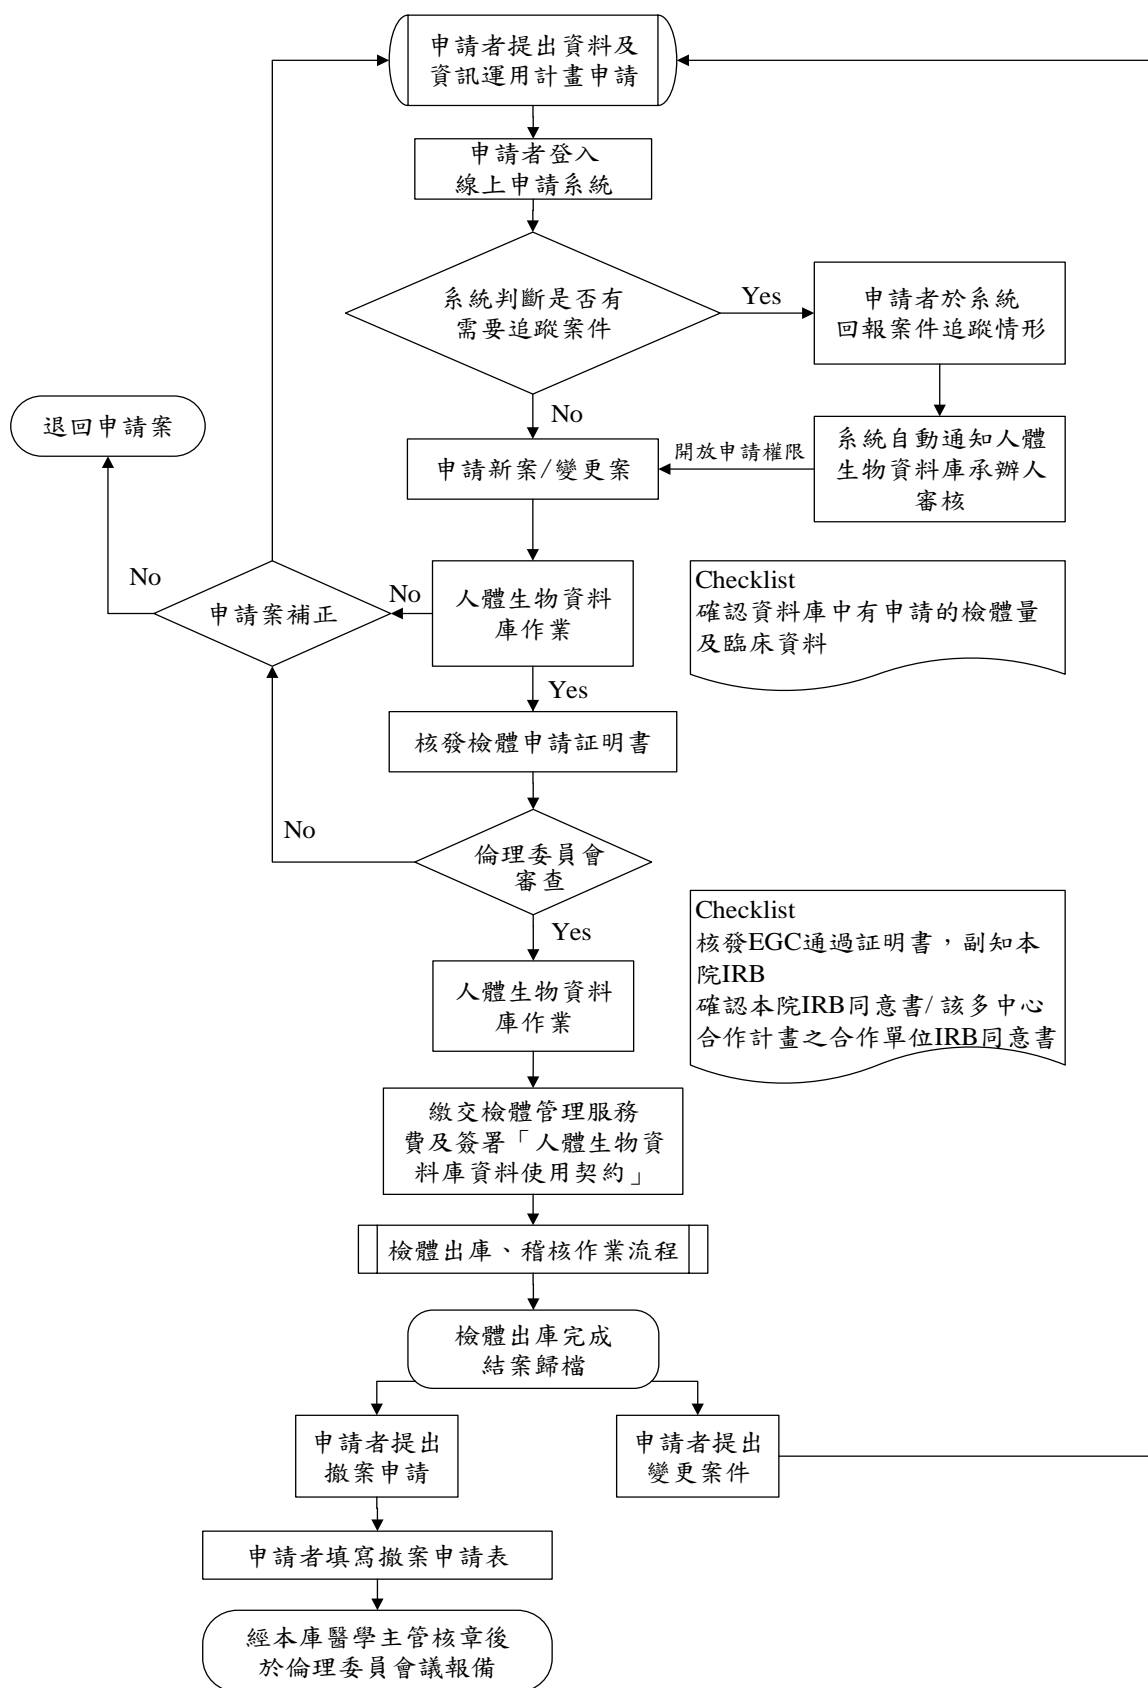 申請者提出資料及
資訊運用計畫申請
申請者登入
線上申請系統
系統判斷是否有
需要追蹤案件
Yes
申請者於系統
回報案件追蹤情形
No
系統自動通知人體
生物資料庫承辦人
審核
開放申請權限
申請新案/變更案
退回申請案
No
申請案補正
No
人體生物資料
庫作業
Checklist
確認資料庫中有申請的檢體量
及臨床資料
Yes
核發檢體申請証明書
No
倫理委員會
審查
Yes
Checklist
核發EGC通過証明書，副知本
院IRB
確認本院IRB同意書/ 該多中心
合作計畫之合作單位IRB同意書
人體生物資料
庫作業
繳交檢體管理服務
費及簽署「人體生物資
料庫資料使用契約」
檢體出庫、稽核作業流程
檢體出庫完成
結案歸檔
申請者提出
撤案申請
申請者提出
變更案件
申請者填寫撤案申請表
經本庫醫學主管核章後
於倫理委員會議報備